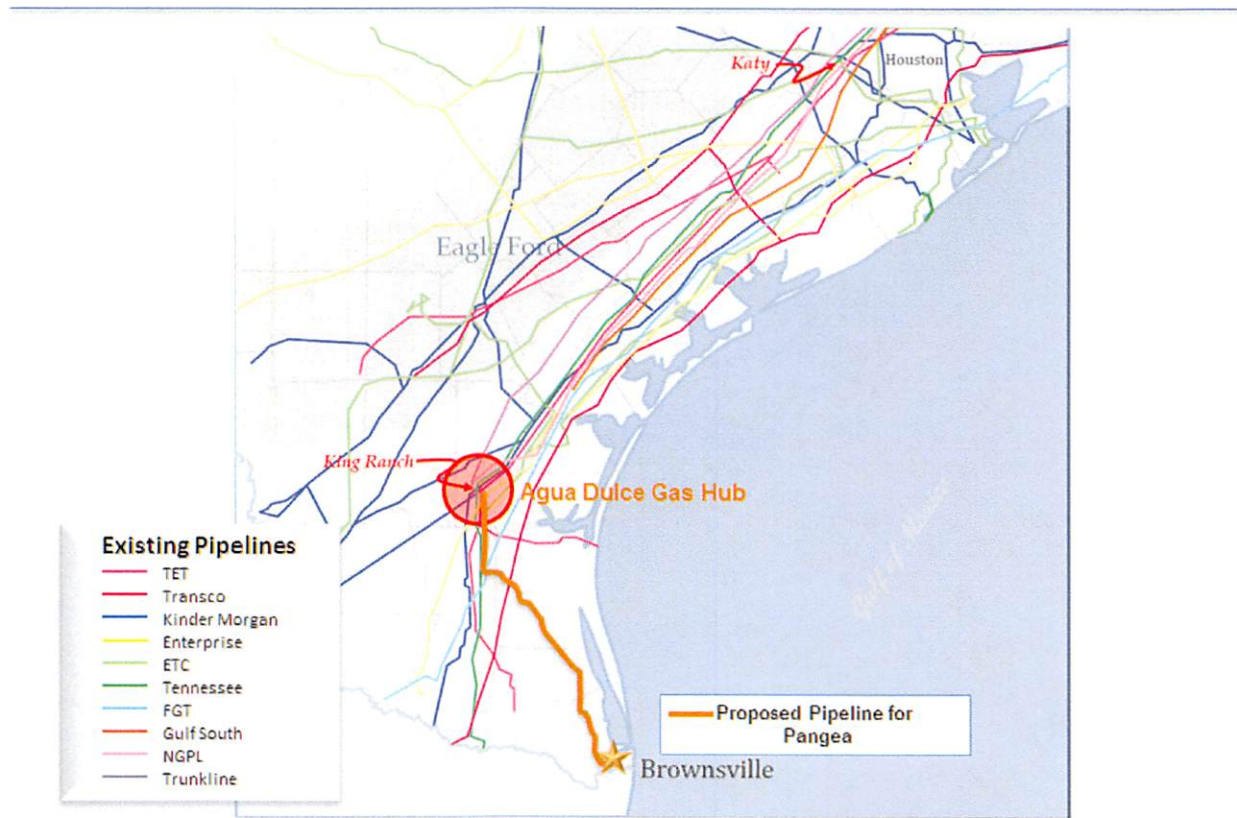 Katy
Houston
Eagle Ford
King Ranch
Agua Dulce Gas Hub
Existing Pipelines
TET
Transco
Kinder Morgan
Enterprise
ETC
Tennessee
FGT
Gulf South
NGPL
Trunkline
Gulf of Mexico
Proposed Pipeline for
Pangea
Brownsville